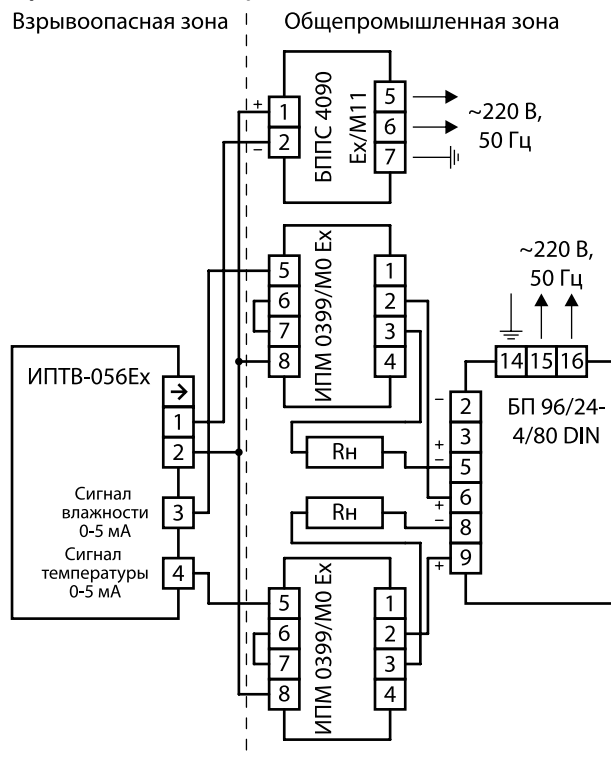 Взрывоопасная зона
Общепромышленная зона
БППС 4090
Ex/М11
+
1
2
–
5
6
7
~220 В,
50 Гц
ИПМ 0399/М0 Ex
5
6
7
8
1
2
3
4
~220 В,
50 Гц
14 15 16
БП 96/24-
4/80 DIN
–
2
3
+
–
5
6
+
–
8
9
+
Rн
Rн
ИПТВ-056Ex
→
1
2
Сигнал
влажности
0-5 мА
3
Сигнал
температуры
0-5 мА
4
ИПМ 0399/М0 Ex
5
6
7
8
1
2
3
4